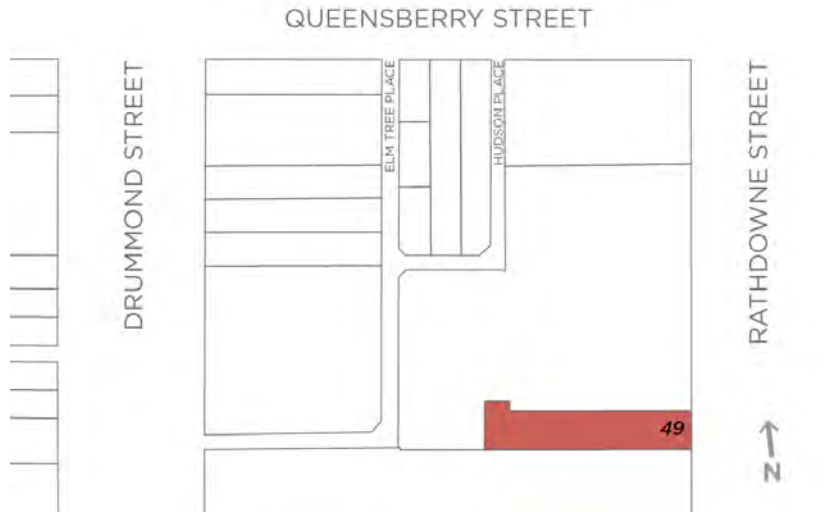 QUEENSBERRY STREET
DRUMMOND STREET
ELM TREE PLACE
HUDSON PLACE
RATHDOWNE STREET
49
N